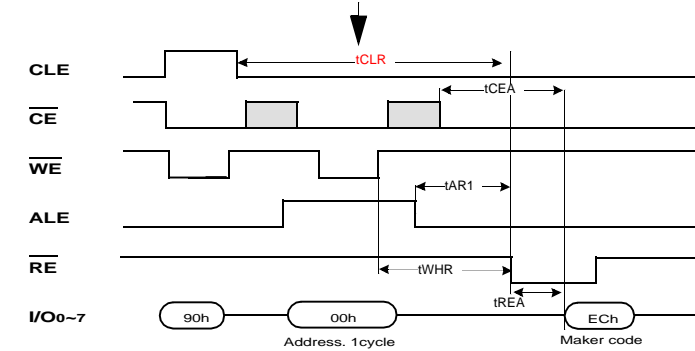 tCLR
CLE
tCEA
CE
WE
tAR1
ALE
tWHR
RE
tREA
I/O0~7 90h 00h ECh
Address. 1cycle Maker code